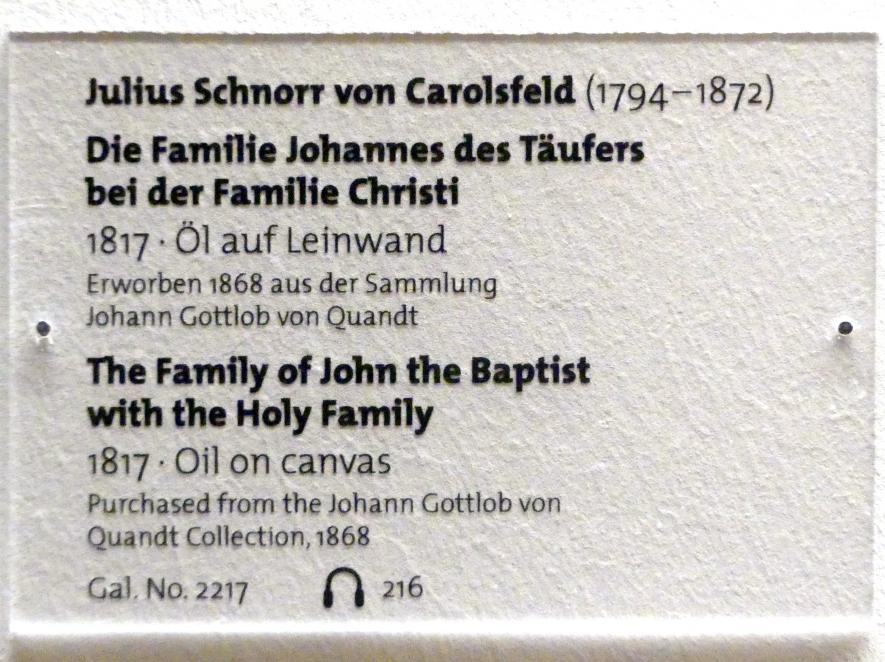 Julius Schnorr von Carolsfeld (1794–1872)
Die Familie Johannes des Täufers
bei der Familie Christi
1817 · Öl auf Leinwand
Erworben 1868 aus der Sammlung
Johann Gottlob von Quandt
The Family of John the Baptist
with the Holy Family
1817 · Oil on canvas
Purchased from the Johann Gottlob von
Quandt Collection, 1868
Gal. No. 2217 216